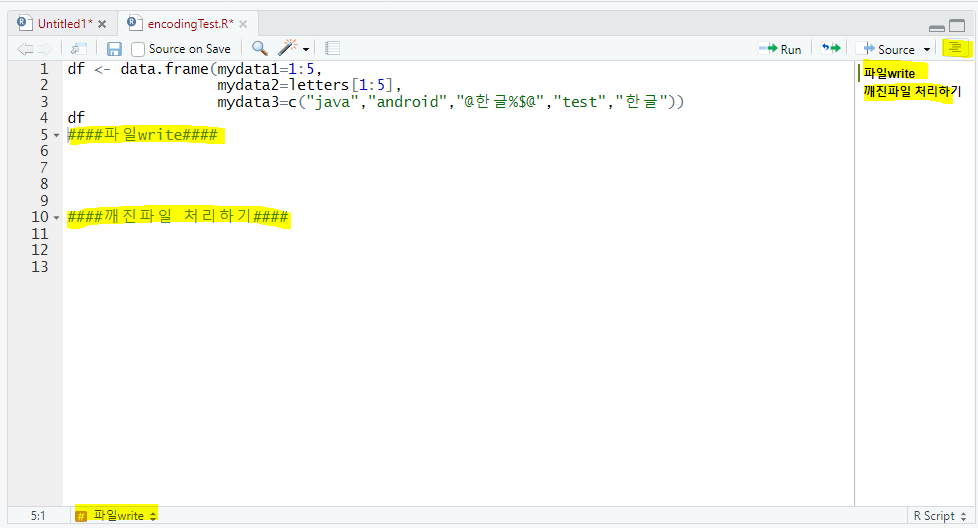 Untitled1* encodingTest.R*
Source on Save Run Source
1 df <- data.frame(mydata1=1:5,
2 mydata2=letters[1:5],
3 mydata3=c("java","android","@한글%$@","test","한글"))
4 df
5 ####파일write####
6
7
8
9
10 ####깨진파일 처리하기####
11
12
13
파일write
깨진파일 처리하기
5:1 # 파일write R Script